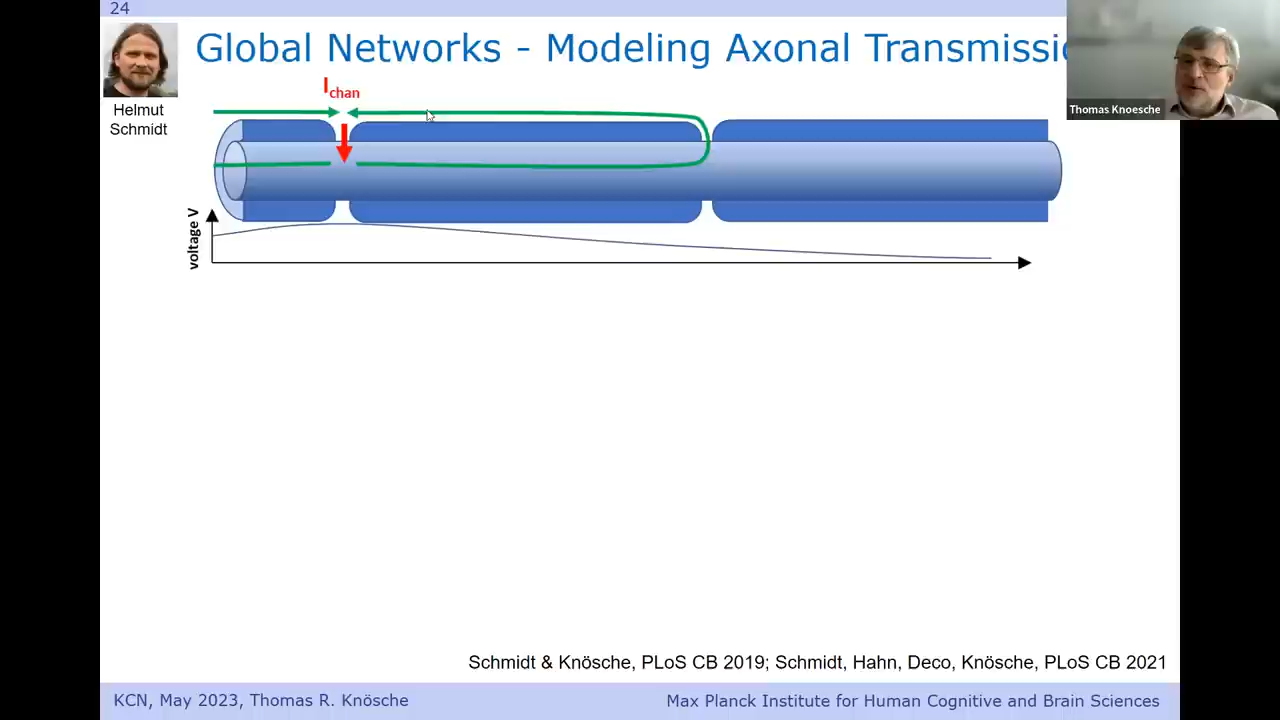 24
Global Networks - Modeling Axonal Transmissi
Thomas Knoesche
Helmut
Schmidt
Ichan
voltage V
Schmidt & Knösche, PLoS CB 2019; Schmidt, Hahn, Deco, Knösche, PLoS CB 2021
KCN, May 2023, Thomas R. Knösche
Max Planck Institute for Human Cognitive and Brain Sciences